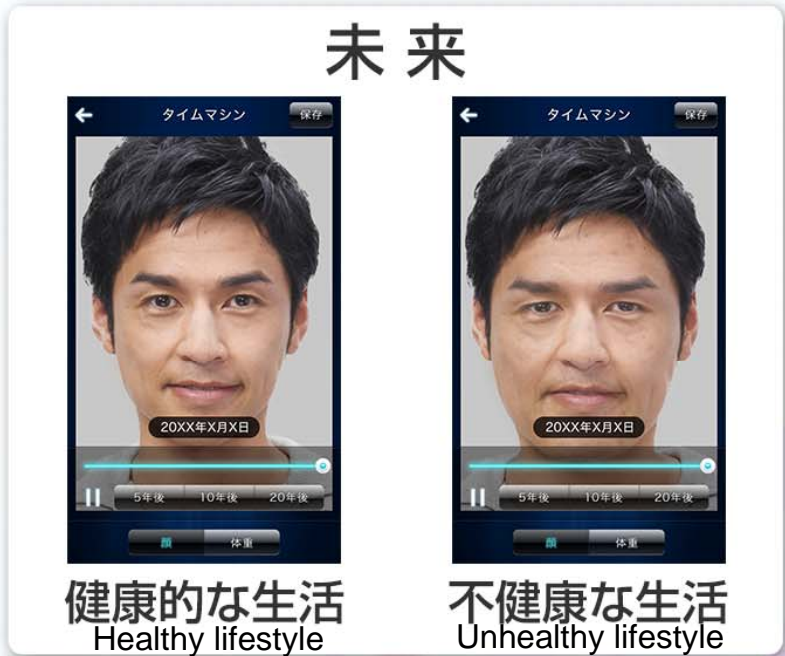 未来
タイムマシン 保存
20XX年X月X日
5年後 10年後 20年後
顔 体重
健康的な生活
Healthy lifestyle
タイムマシン 保存
20XX年X月X日
5年後 10年後 20年後
顔 体重
不健康な生活
Unhealthy lifestyle